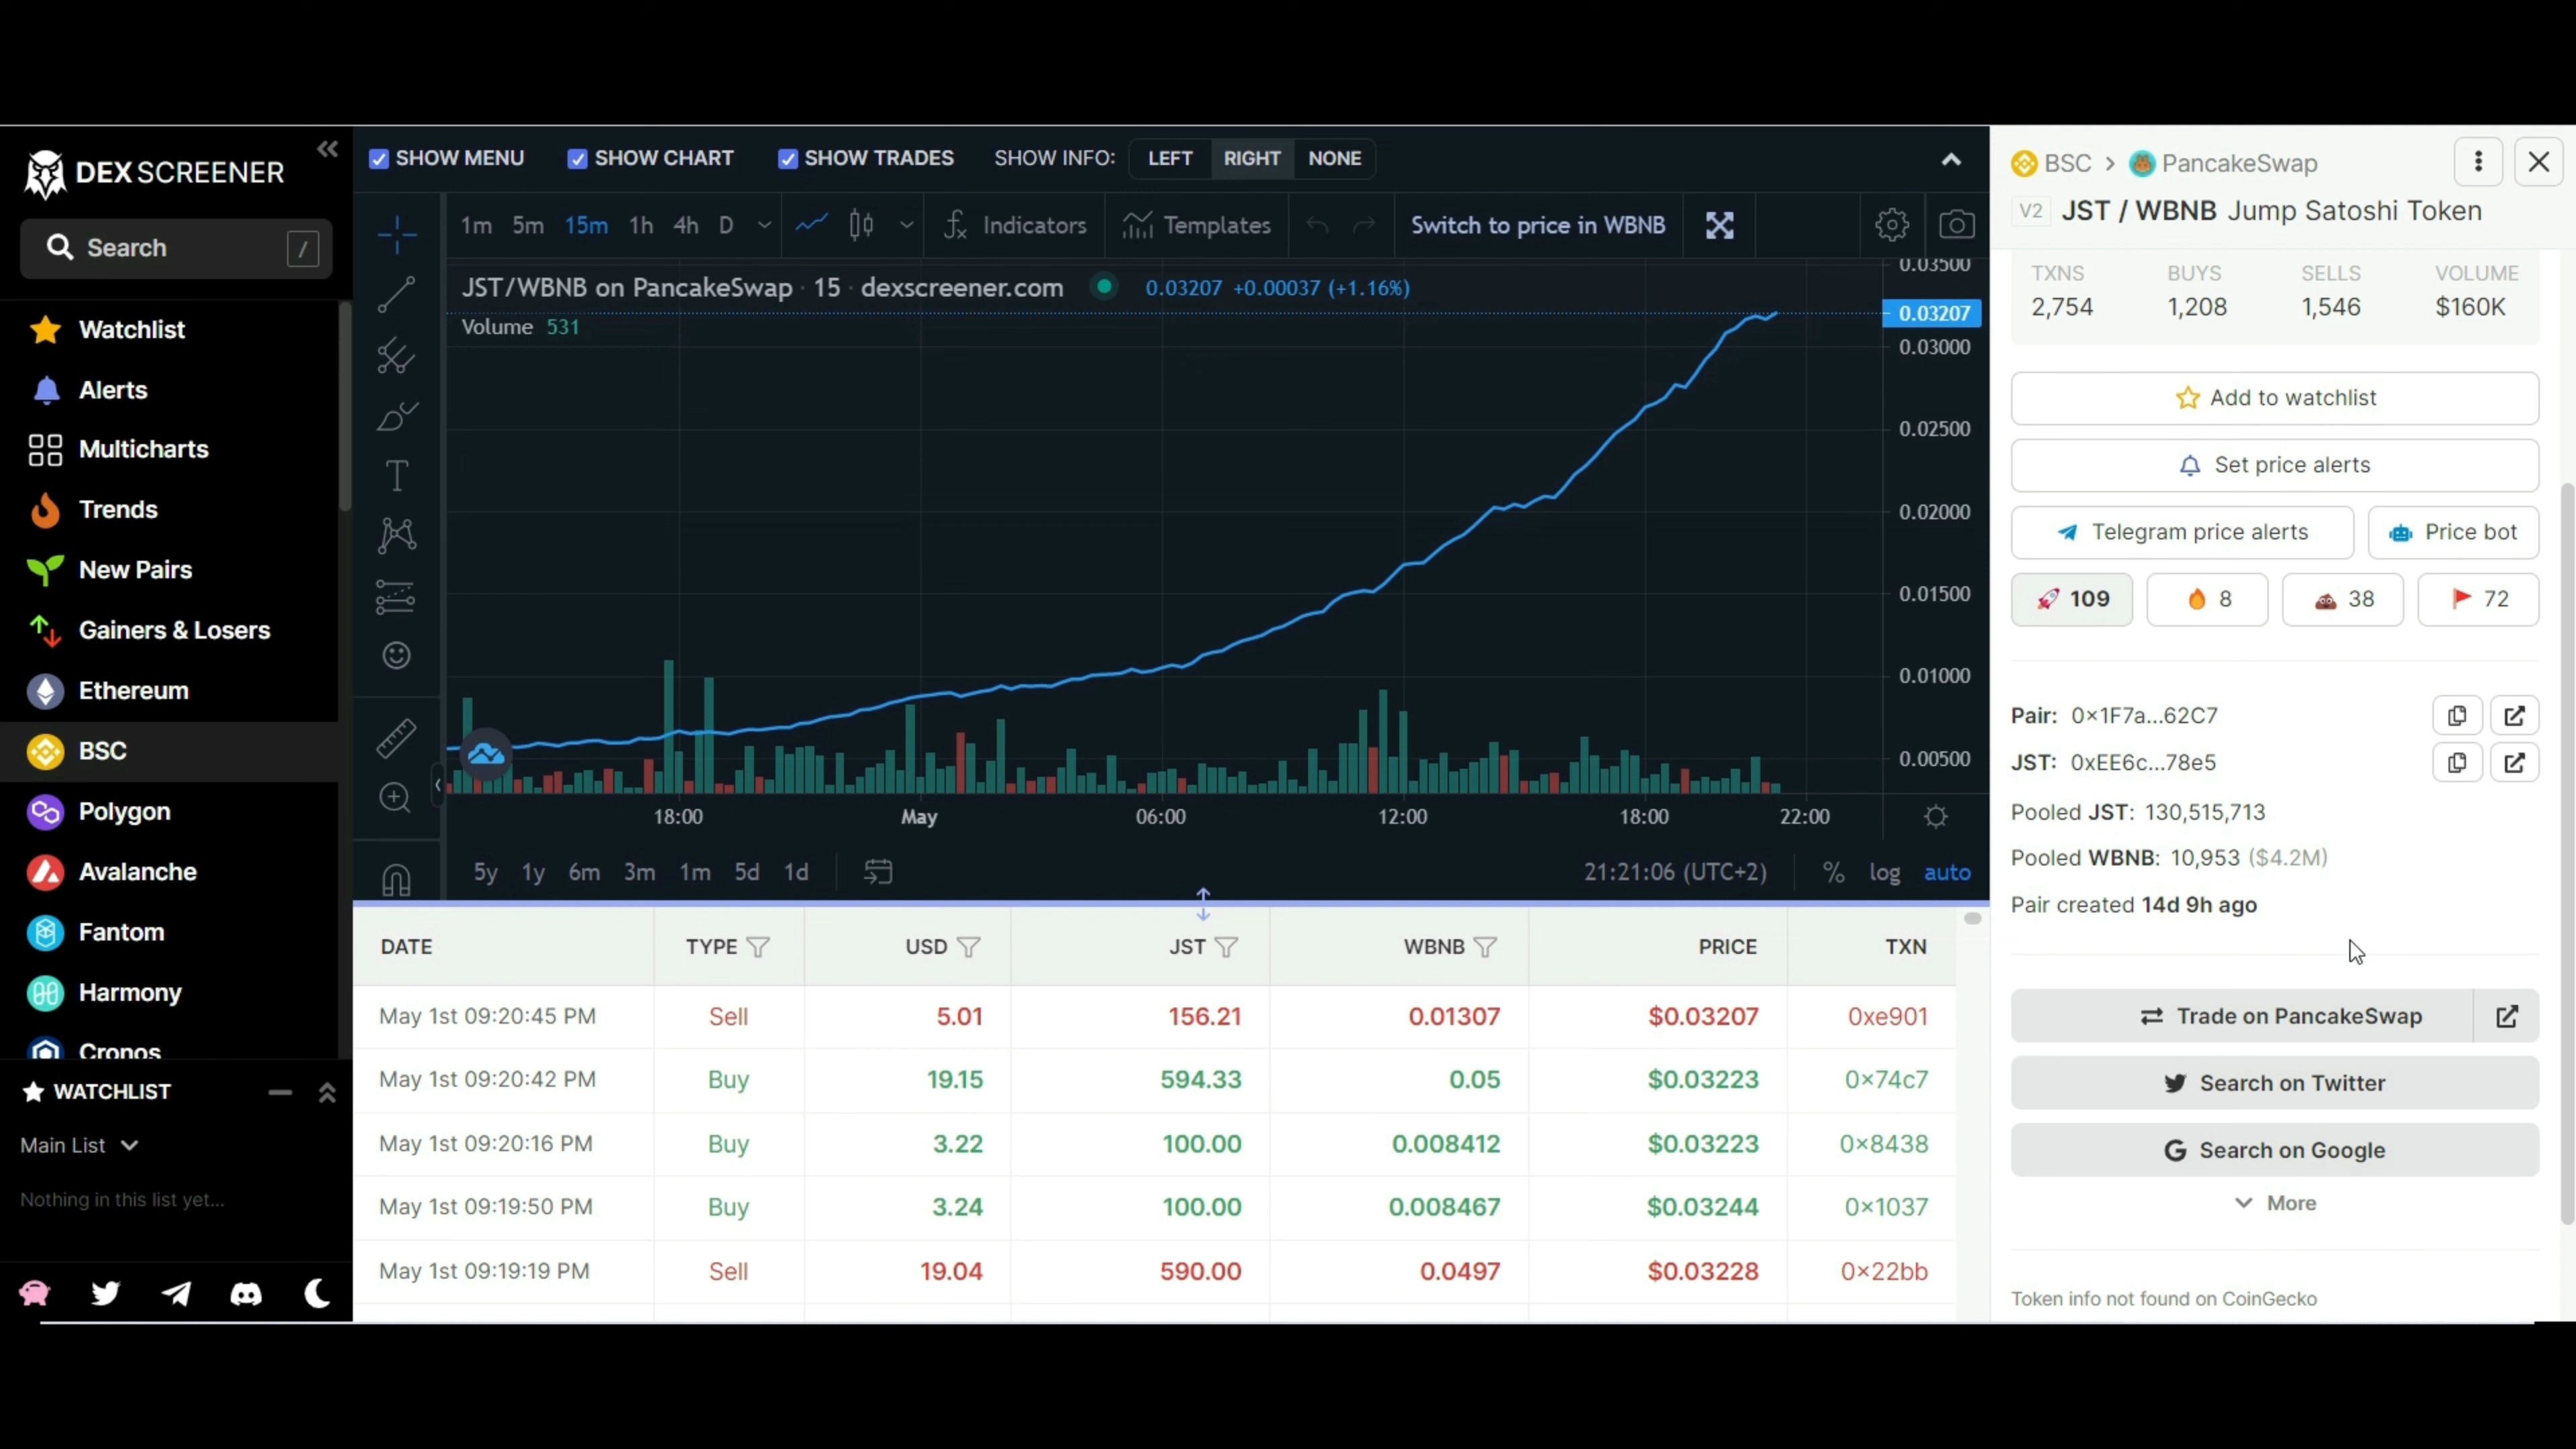 DEX SCREENER
Search /
Watchlist
Alerts
Multicharts
Trends
New Pairs
Gainers & Losers
Ethereum
BSC
Polygon
Avalanche
Fantom
Harmony
Cronos
WATCHLIST
Main List
Nothing in this list yet...
SHOW MENU SHOW CHART SHOW TRADES SHOW INFO: LEFT RIGHT NONE
1m 5m 15m 1h 4h D Indicators Templates Switch to price in WBNB
JST/WBNB on PancakeSwap · 15 · dexscreener.com 0.03207 +0.00037 (+1.16%)
Volume 531
0.03500
0.03207
0.03000
0.02500
0.02000
0.01500
0.01000
0.00500
18:00 May 06:00 12:00 18:00 22:00
5y 1y 6m 3m 1m 5d 1d 21:21:06 (UTC+2) % log auto
DATE TYPE USD JST WBNB PRICE TXN
May 1st 09:20:45 PM Sell 5.01 156.21 0.01307 $0.03207 0xe901
May 1st 09:20:42 PM Buy 19.15 594.33 0.05 $0.03223 0×74c7
May 1st 09:20:16 PM Buy 3.22 100.00 0.008412 $0.03223 0×8438
May 1st 09:19:50 PM Buy 3.24 100.00 0.008467 $0.03244 0×1037
May 1st 09:19:19 PM Sell 19.04 590.00 0.0497 $0.03228 0×22bb
BSC > PancakeSwap
V2 JST / WBNB Jump Satoshi Token
TXNS BUYS SELLS VOLUME
2,754 1,208 1,546 $160K
Add to watchlist
Set price alerts
Telegram price alerts Price bot
109 8 38 72
Pair: 0×1F7a...62C7
JST: 0xEE6c...78e5
Pooled JST: 130,515,713
Pooled WBNB: 10,953 ($4.2M)
Pair created 14d 9h ago
Trade on PancakeSwap
Search on Twitter
Search on Google
More
Token info not found on CoinGecko